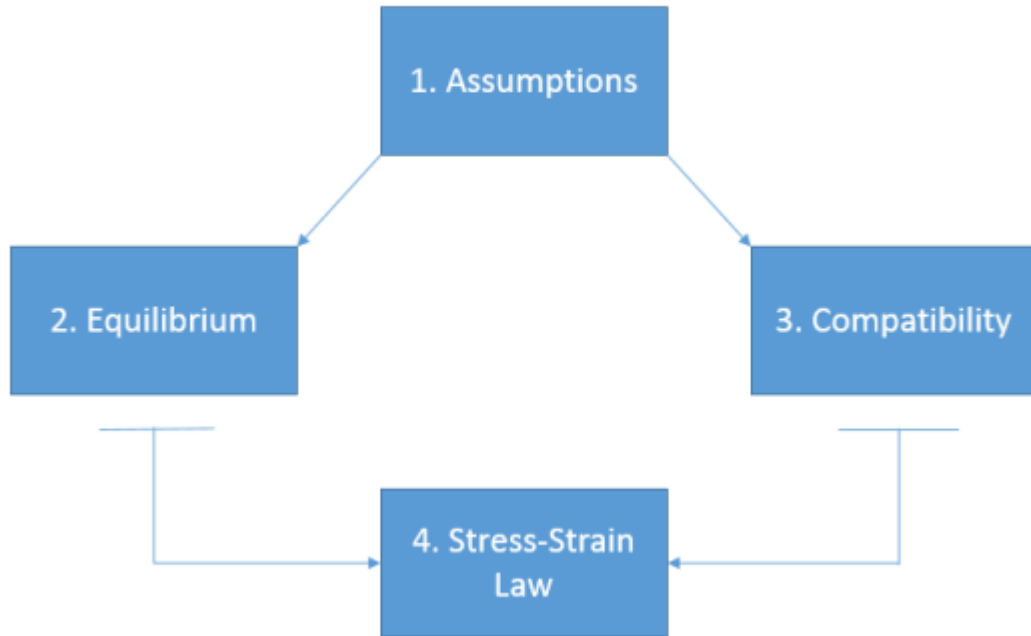 1. Assumptions
2. Equilibrium
3. Compatibility
4. Stress-Strain
Law